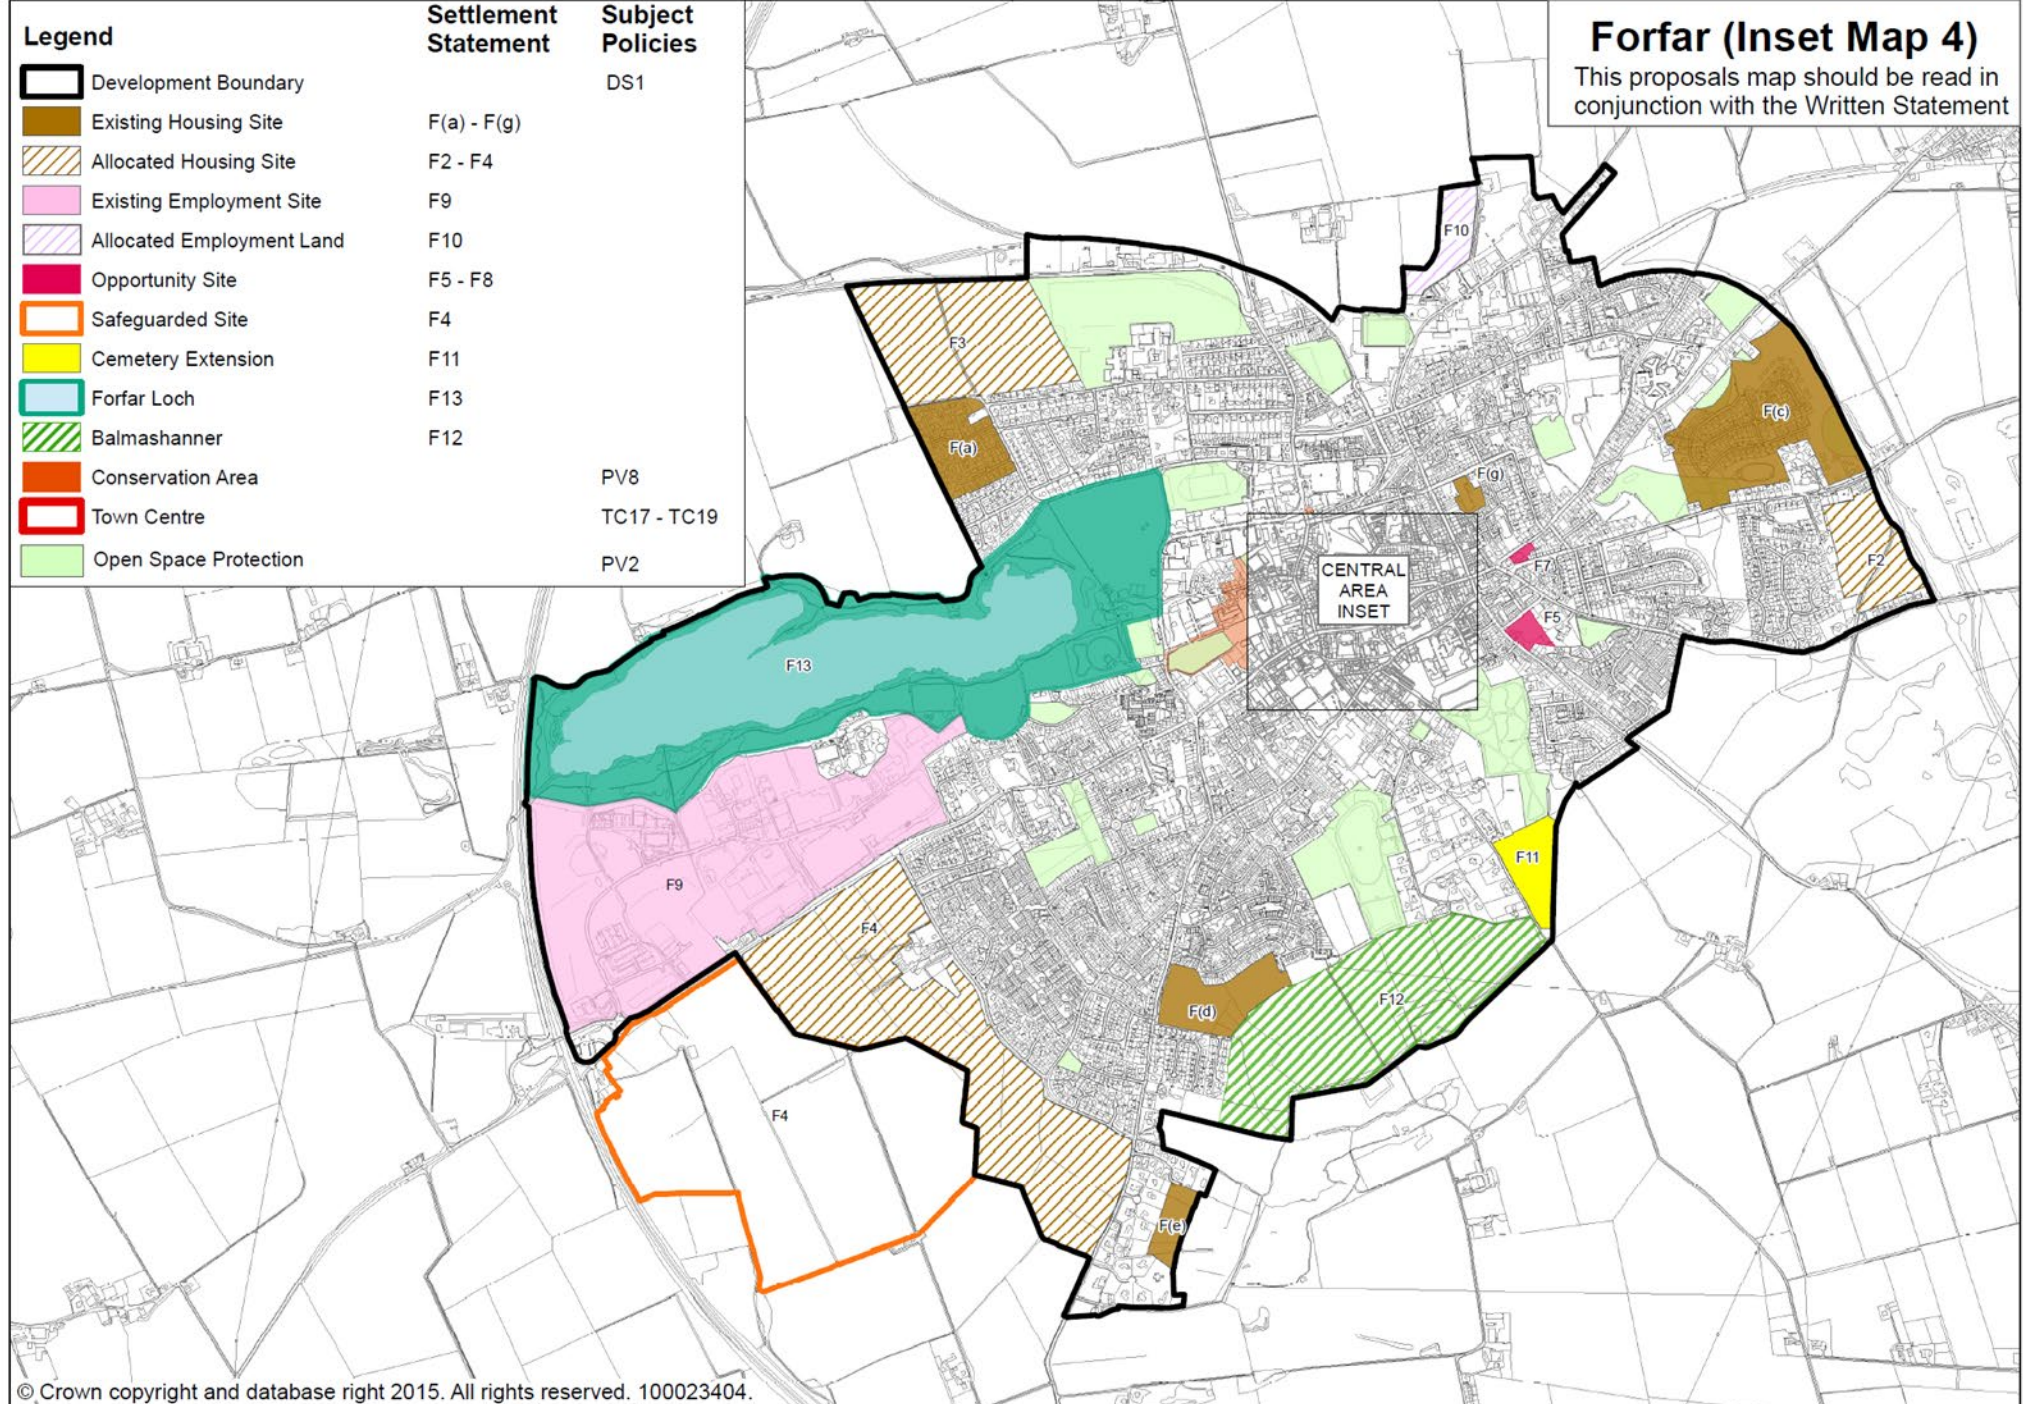 Legend
Settlement Statement
Subject Policies
Development Boundary DS1
Existing Housing Site F(a) - F(g)
Allocated Housing Site F2 - F4
Existing Employment Site F9
Allocated Employment Land F10
Opportunity Site F5 - F8
Safeguarded Site F4
Cemetery Extension F11
Forfar Loch F13
Balmashanner F12
Conservation Area PV8
Town Centre TC17 - TC19
Open Space Protection PV2
Forfar (Inset Map 4)
This proposals map should be read in
conjunction with the Written Statement
F10
F3
F(c)
F(a)
F(g)
F7
F2
CENTRAL
AREA
INSET
F5
F13
F11
F9
F4
F12
F(d)
F4
F(e)
© Crown copyright and database right 2015. All rights reserved. 100023404.